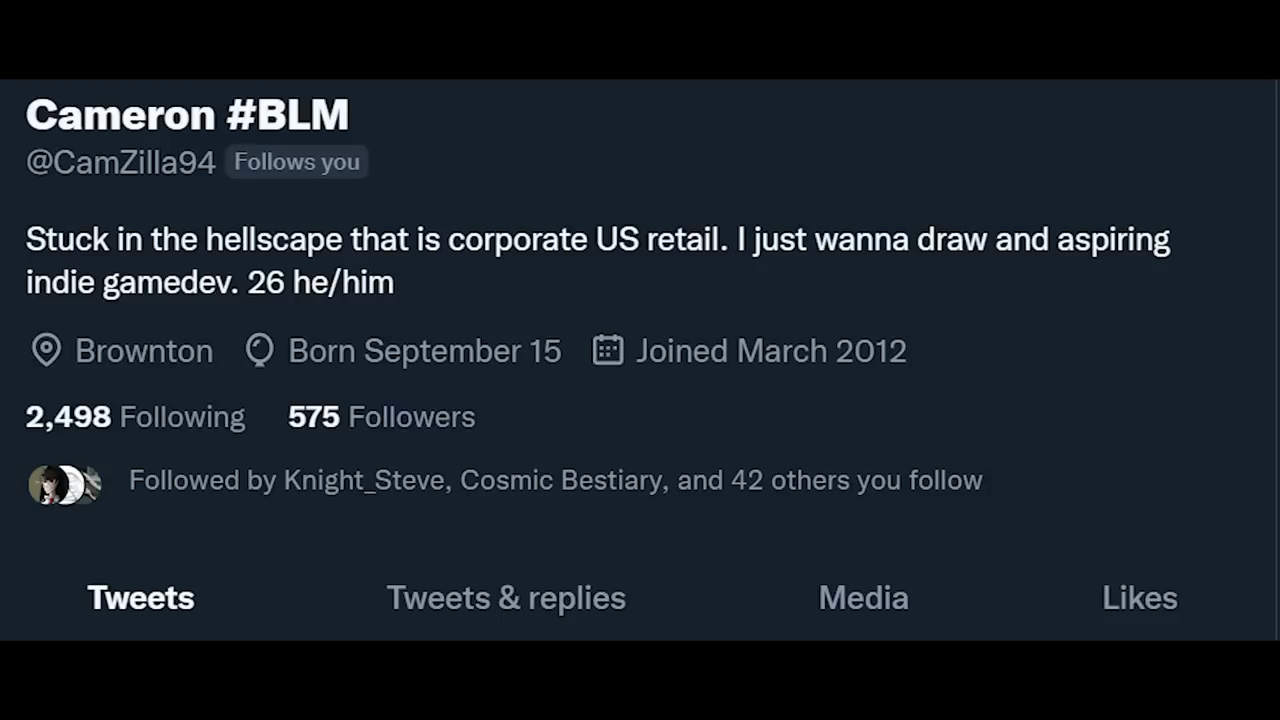 Cameron #BLM
@CamZilla94 Follows you
Stuck in the hellscape that is corporate US retail. I just wanna draw and aspiring
indie gamedev. 26 he/him
Brownton Born September 15 Joined March 2012
2,498 Following 575 Followers
Followed by Knight_Steve, Cosmic Bestiary, and 42 others you follow
Tweets Tweets & replies Media Likes